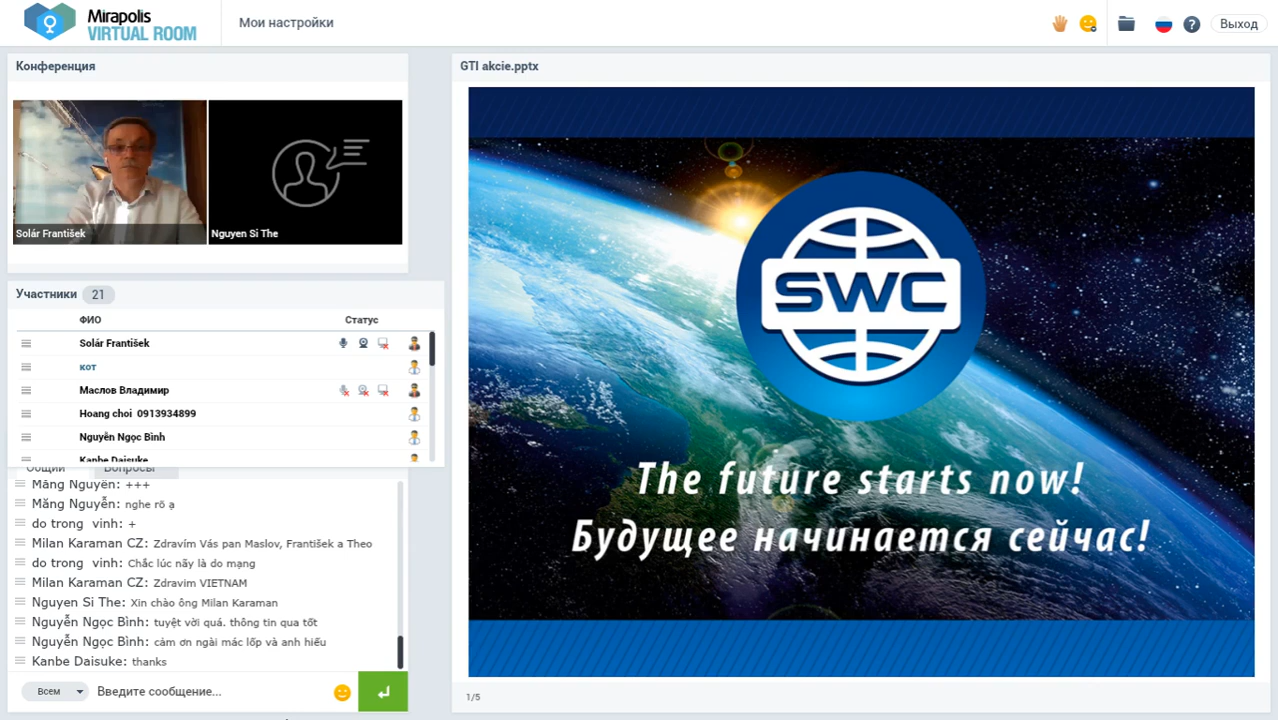 Mirapolis
VIRTUAL ROOM
Мои настройки
Выход
Конференция
Solár František
Nguyen Si The
Участники 21
ФИО Статус
Solár František
кот
Маслов Владимир
Hoang choi 0913934899
Nguyễn Ngọc Bình
Kanbe Daisuke
Общий Вопросы
Măng Nguyễn: +++
Măng Nguyễn: nghe rõ ạ
do trong vinh: +
Milan Karaman CZ: Zdravím Vás pan Maslov, František a Theo
do trong vinh: Chắc lúc nãy là do mạng
Milan Karaman CZ: Zdravim VIETNAM
Nguyen Si The: Xin chào ông Milan Karaman
Nguyễn Ngọc Bình: tuyệt vời quá. thông tin qua tốt
Nguyễn Ngọc Bình: cảm ơn ngài mác lốp và anh hiếu
Kanbe Daisuke: thanks
Всем Введите сообщение...
GTI akcie.pptx
SWC
The future starts now!
Будущее начинается сейчас!
1/5